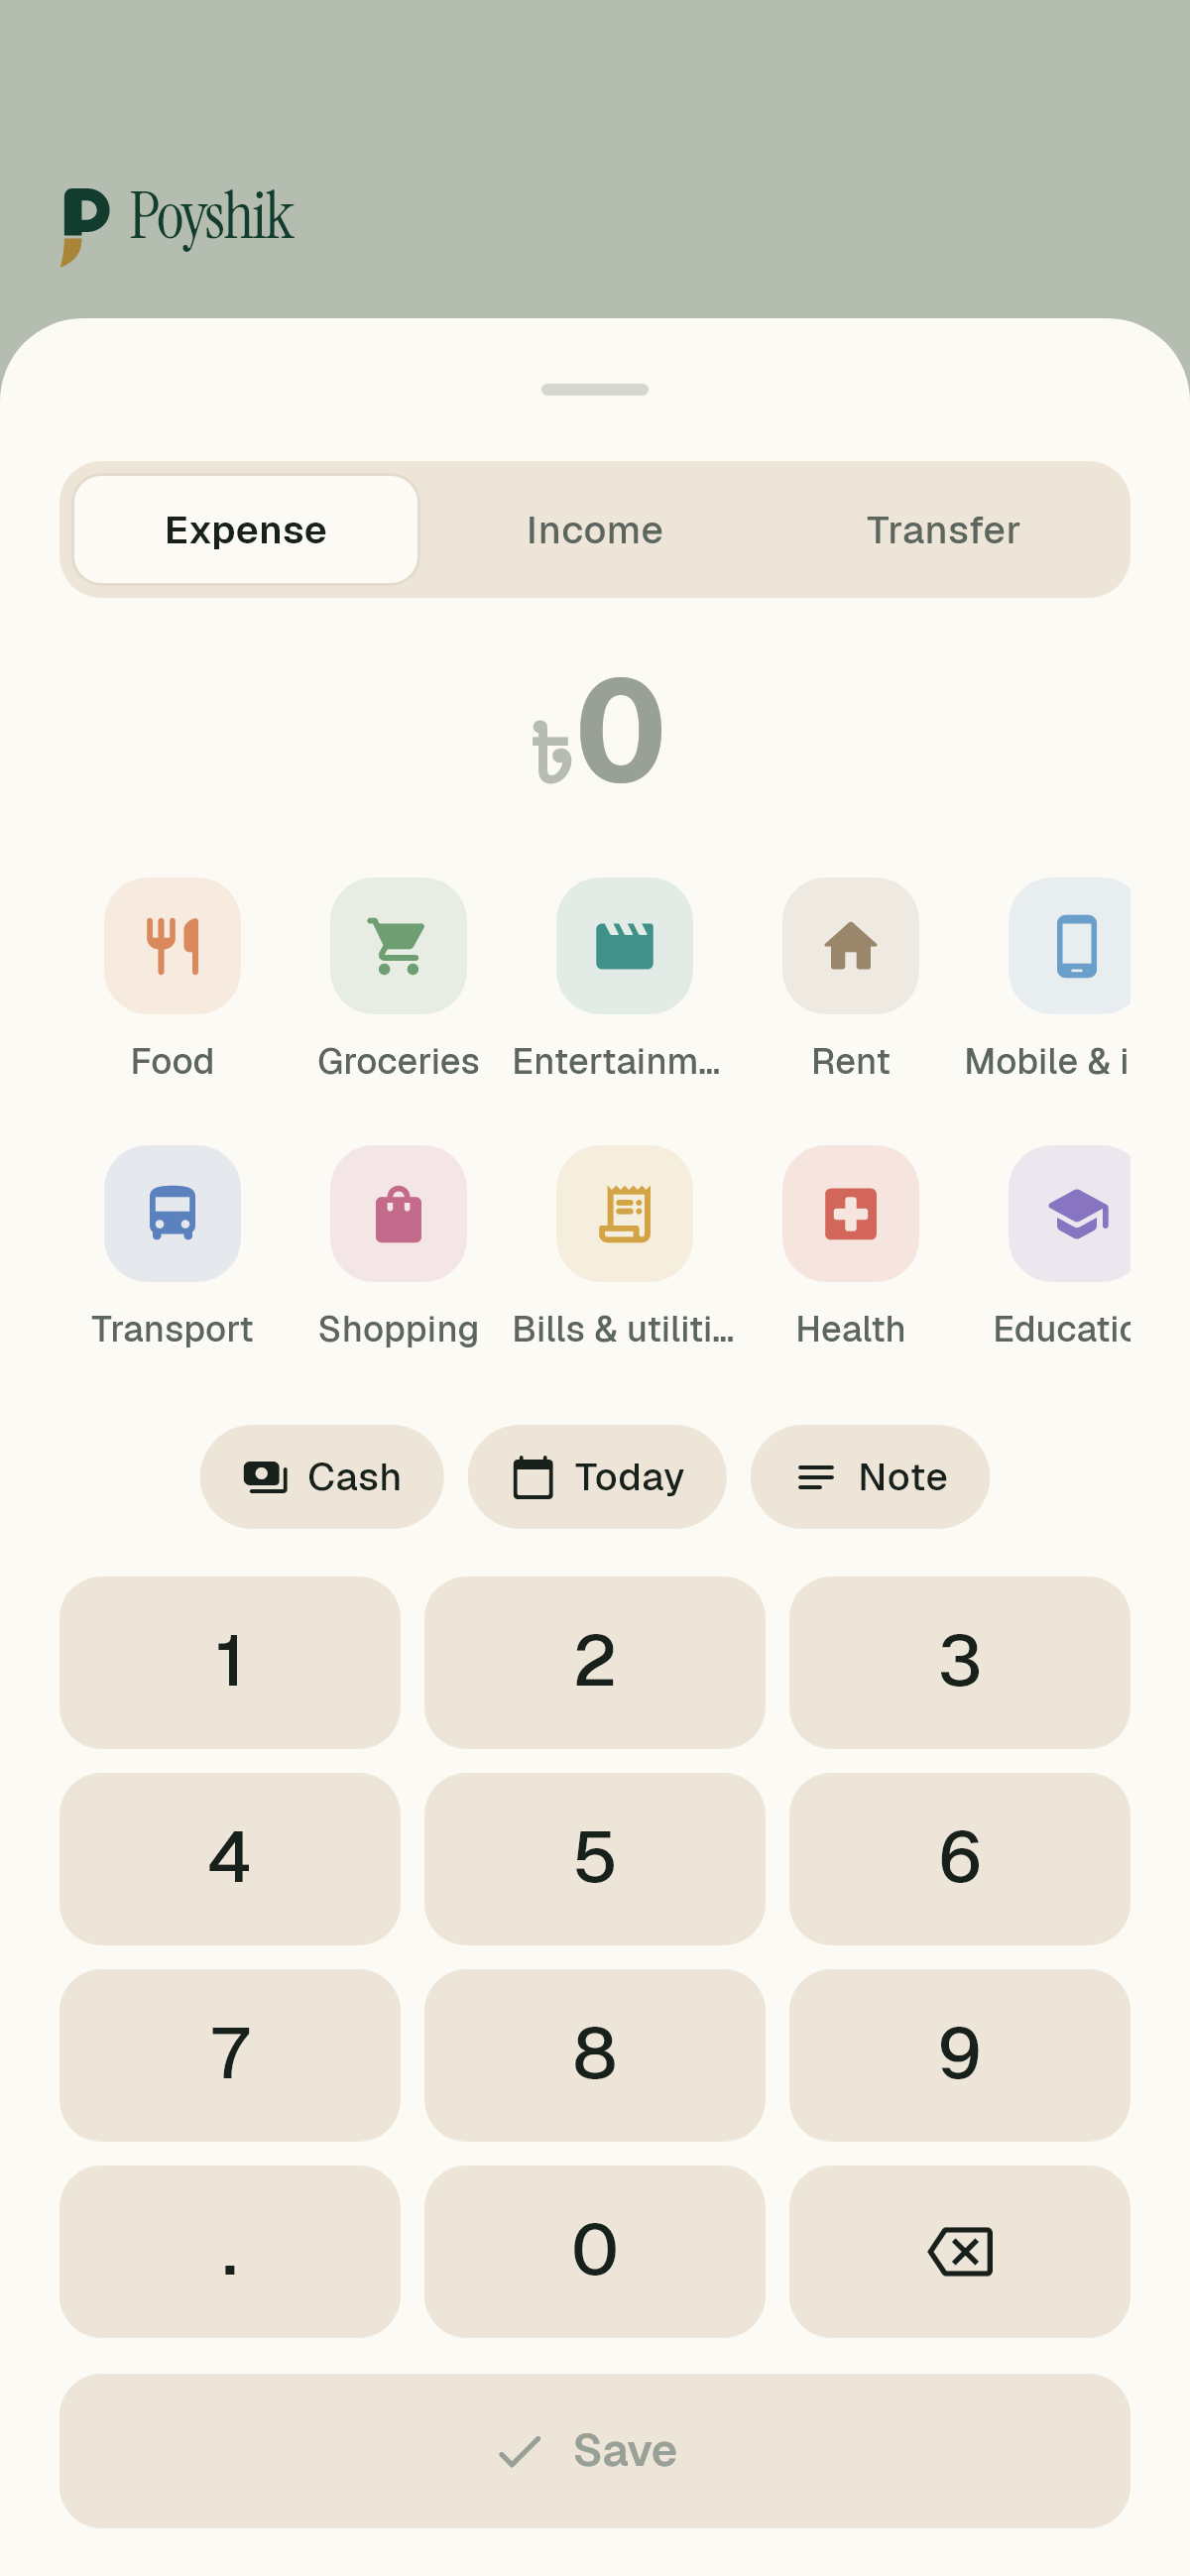 Poyshik
Expense Income Transfer
৳0
Food Groceries Entertainm... Rent Mobile & i
Transport Shopping Bills & utiliti... Health Educatio
Cash Today Note
1 2 3
4 5 6
7 8 9
. 0
Save